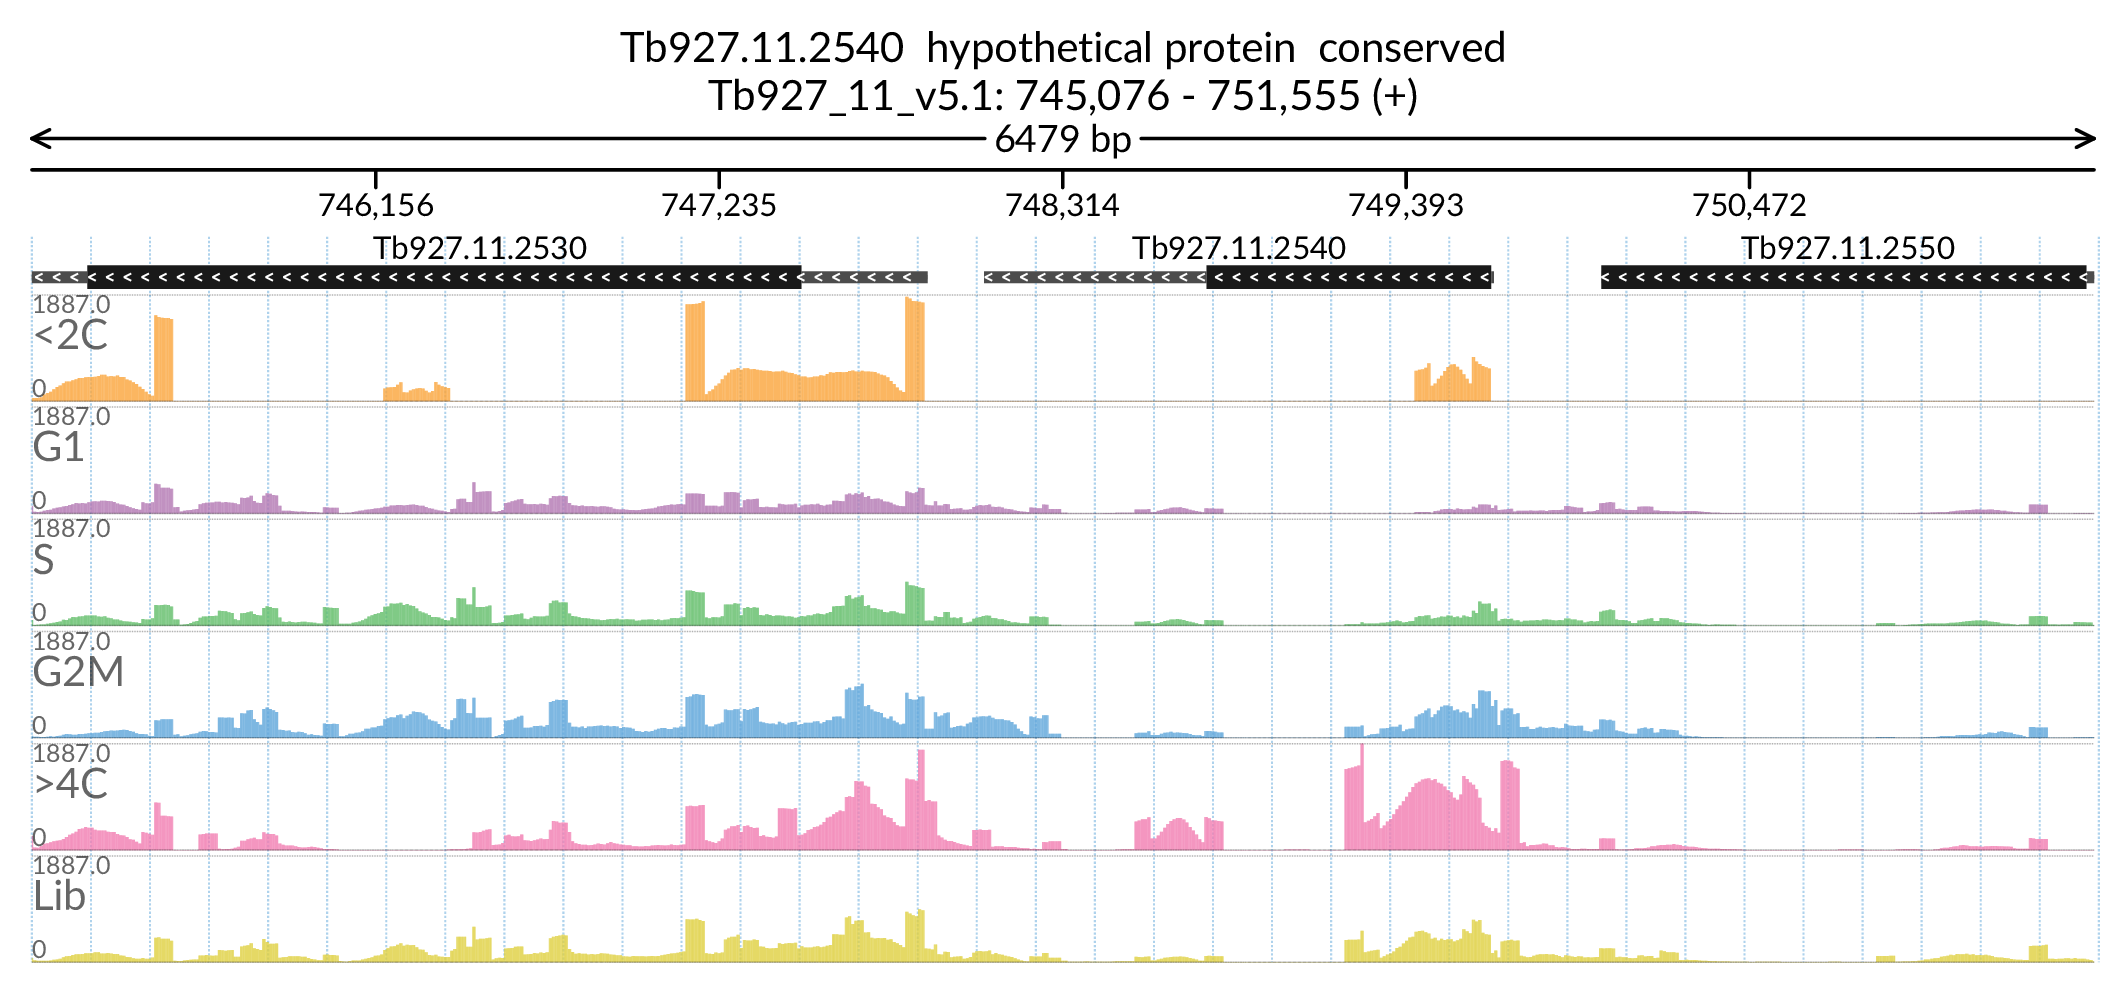 Tb927.11.2540 hypothetical protein conserved
Tb927_11_v5.1: 745,076 - 751,555 (+)
6479 bp
746,156 747,235 748,314 749,393 750,472
Tb927.11.2530 Tb927.11.2540 Tb927.11.2550
1887.0
<2C
0
1887.0
G1
0
1887.0
S
0
1887.0
G2M
0
1887.0
>4C
0
1887.0
Lib
0